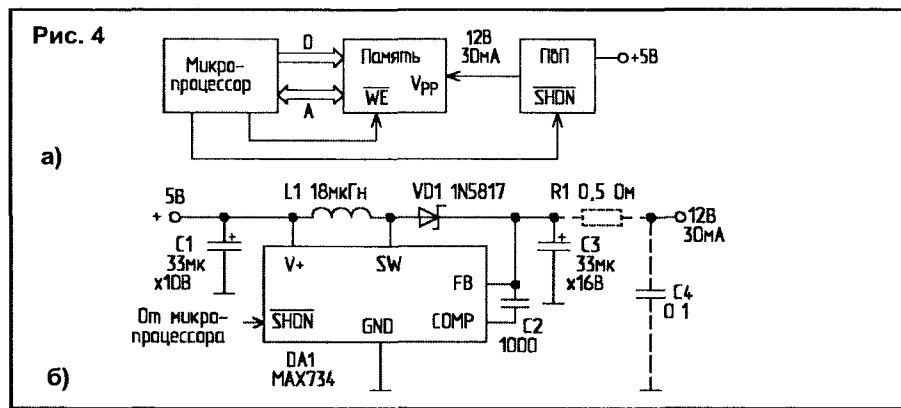 Рис. 4
D
Микро-
процессор
A
Память
V_PP
WE
12В
30мА
ПвП
SHDN
+5В
а)
5В
+
L1 18мкГн
VD1 1N5817
R1 0,5 Ом
12В
30мА
C1
33мк
x10В
+
V+
SW
FB
COMP
GND
SHDN
От микро-
процессора
DA1
MAX734
C2
1000
+
C3
33мк
x16В
C4
0 1
б)